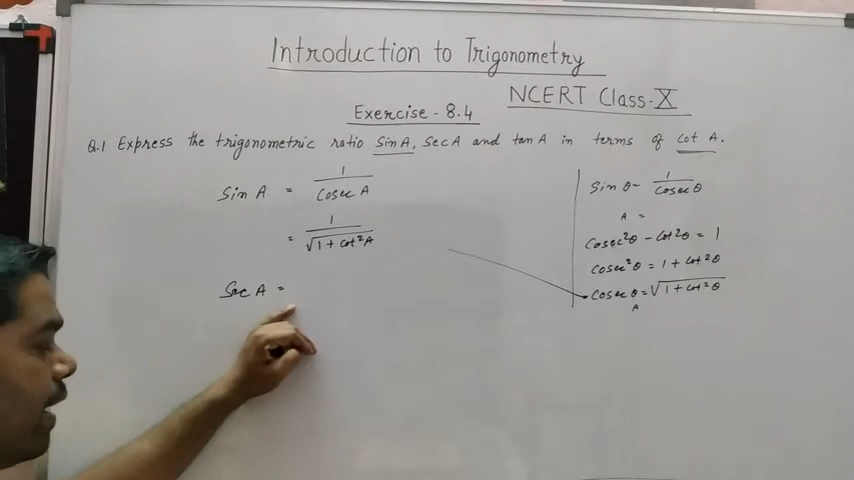 Introduction to Trigonometry
NCERT Class-X
Exercise - 8.4
Q.1 Express the trigonometric ratio Sin A, Sec A and tan A in terms of Cot A.
Sin A = 1/Cosec A
= 1/√1 + Cot²A
Sec A =
Sin θ = 1/Cosec θ
A =
Cosec²θ - Cot²θ = 1
Cosec²θ = 1 + Cot²θ
Cosec θ = √1 + Cot²θ
A